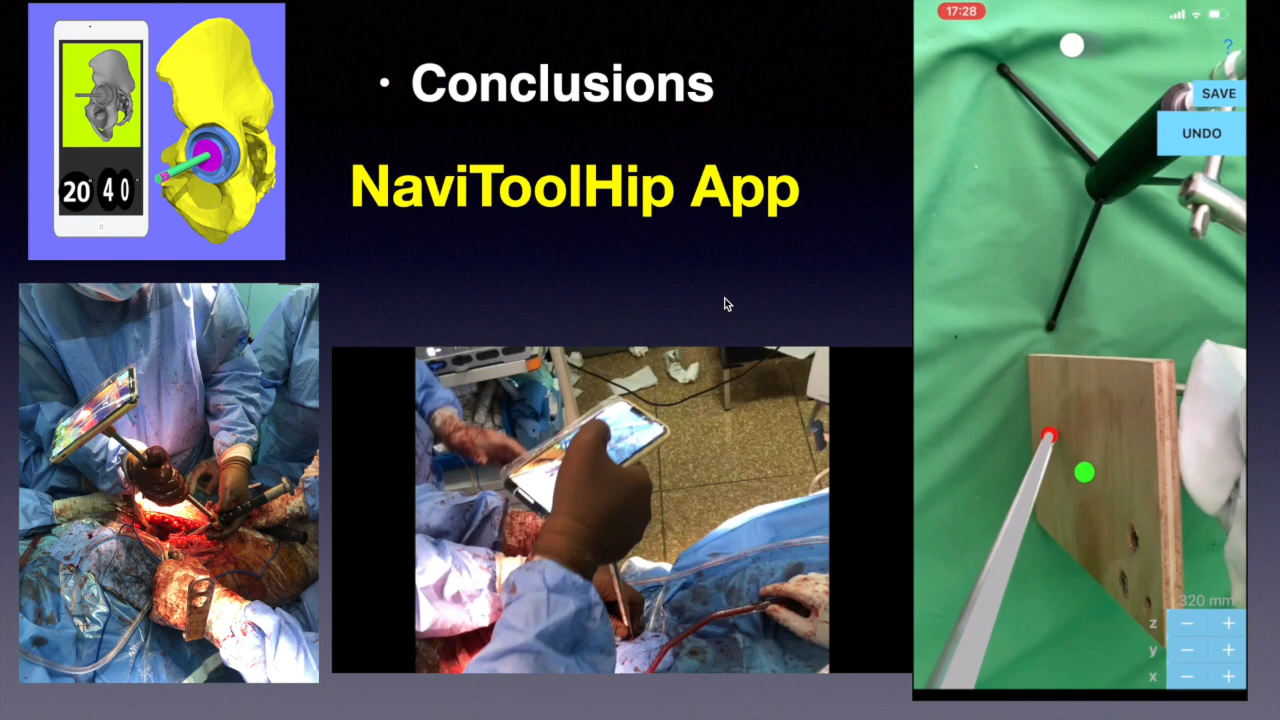 • Conclusions
NaviToolHip App
20° 40°
17:28
?
SAVE
UNDO
320 mm
z − +
y − +
x − +